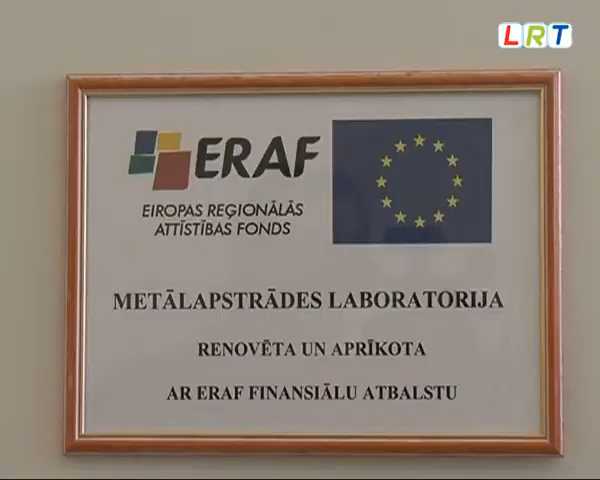 LRT
ERAF
EIROPAS REĢIONĀLĀS
ATTĪSTĪBAS FONDS
METĀLAPSTRĀDES LABORATORIJA
RENOVĒTA UN APRĪKOTA
AR ERAF FINANSIĀLU ATBALSTU